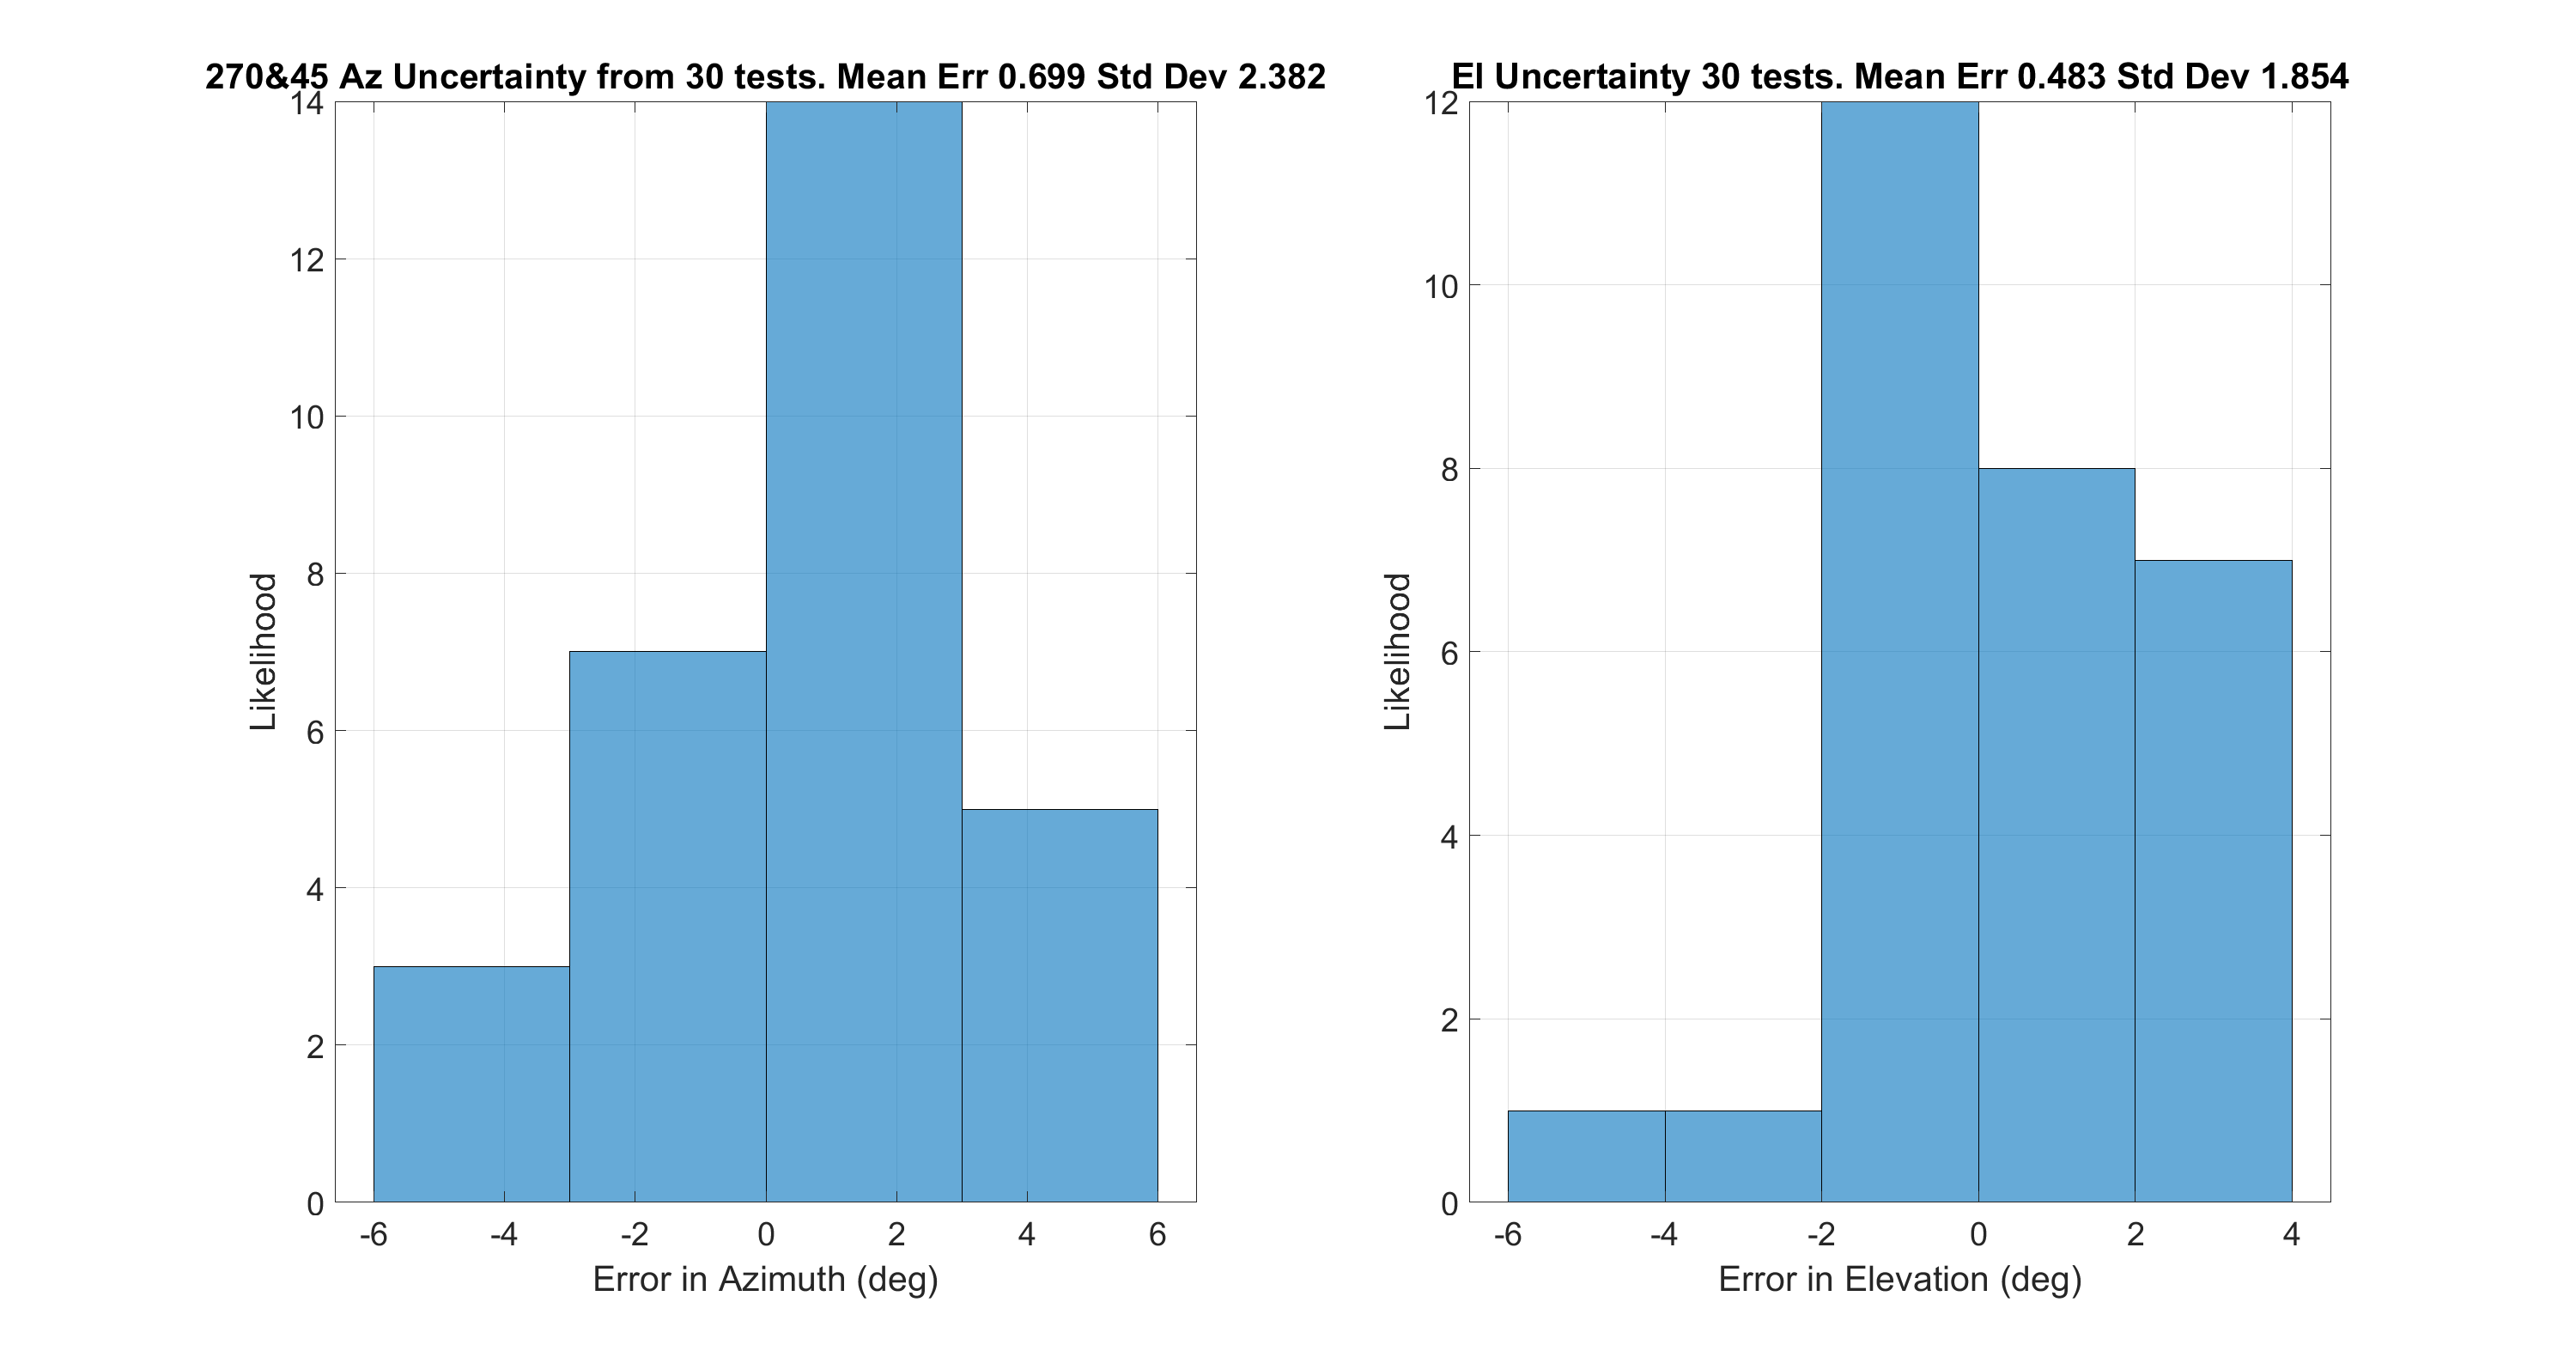 270&45 Az Uncertainty from 30 tests. Mean Err 0.699 Std Dev 2.382
14
12
10
8
6
4
2
0
Likelihood
-6 -4 -2 0 2 4 6
Error in Azimuth (deg)
El Uncertainty 30 tests. Mean Err 0.483 Std Dev 1.854
12
10
8
6
4
2
0
Likelihood
-6 -4 -2 0 2 4
Error in Elevation (deg)